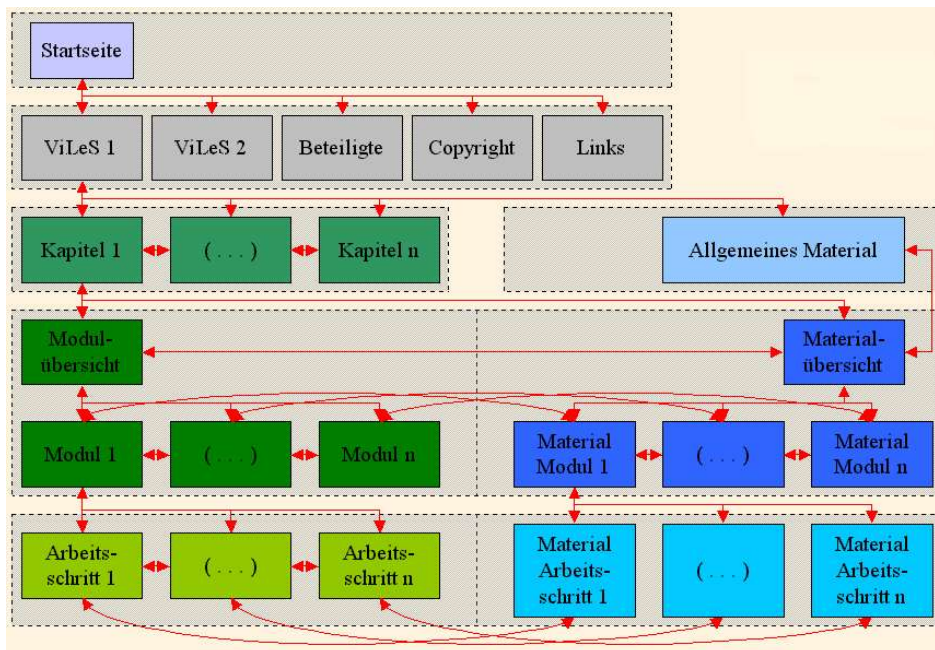 Startseite
ViLeS 1
ViLeS 2
Beteiligte
Copyright
Links
Kapitel 1
( . . . )
Kapitel n
Allgemeines Material
Modul-
übersicht
Material-
übersicht
Modul 1
( . . . )
Modul n
Material
Modul 1
( . . . )
Material
Modul n
Arbeits-
schritt 1
( . . . )
Arbeits-
schritt n
Material
Arbeits-
schritt 1
( . . . )
Material
Arbeits-
schritt n